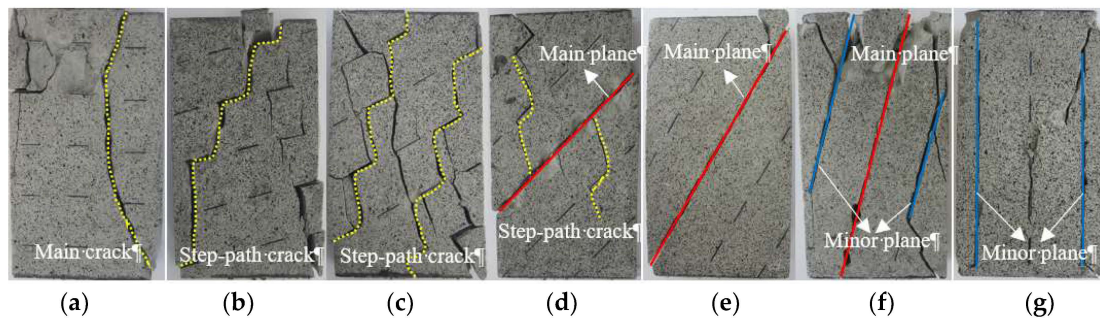 Main·plane¶ Main·plane¶ Main·plane¶
Main·crack¶ Step-path·crack¶ Step-path·crack¶ Step-path·crack¶ Minor·plane¶ Minor·plane¶
(a) (b) (c) (d) (e) (f) (g)